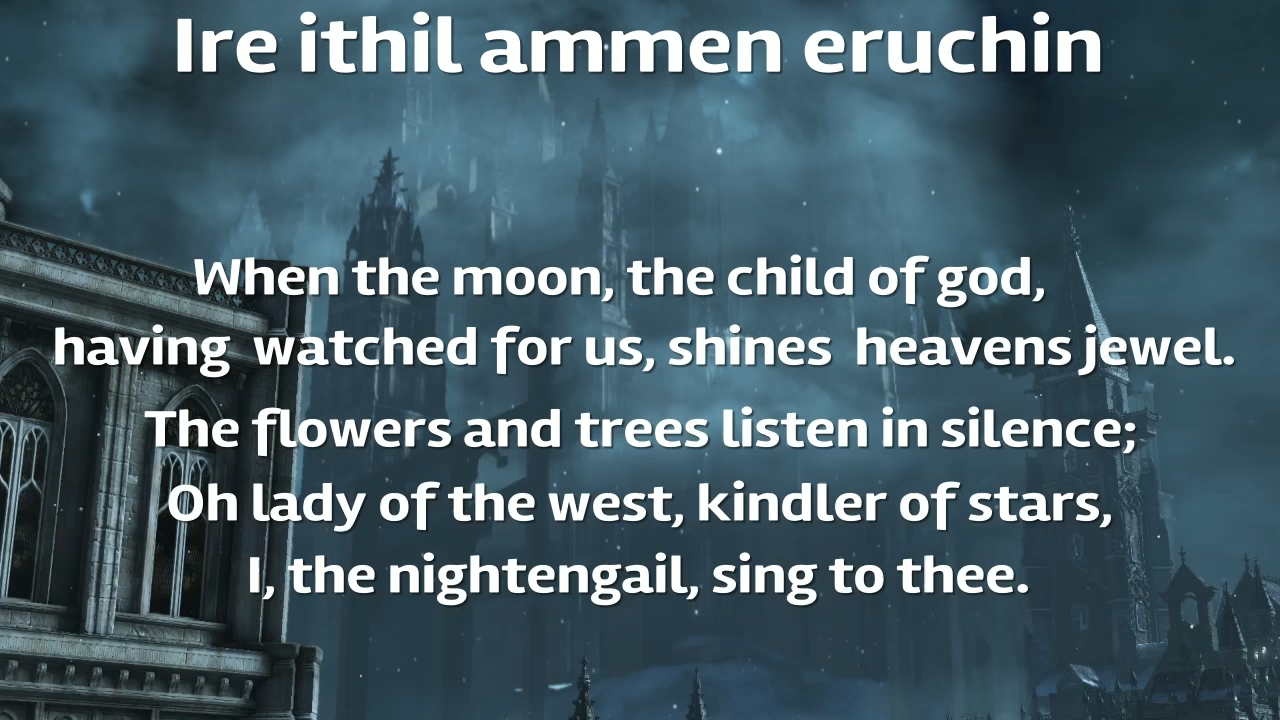 Ire ithil ammen eruchin
When the moon, the child of god,
having watched for us, shines heavens jewel.
The flowers and trees listen in silence;
Oh lady of the west, kindler of stars,
I, the nightengail, sing to thee.